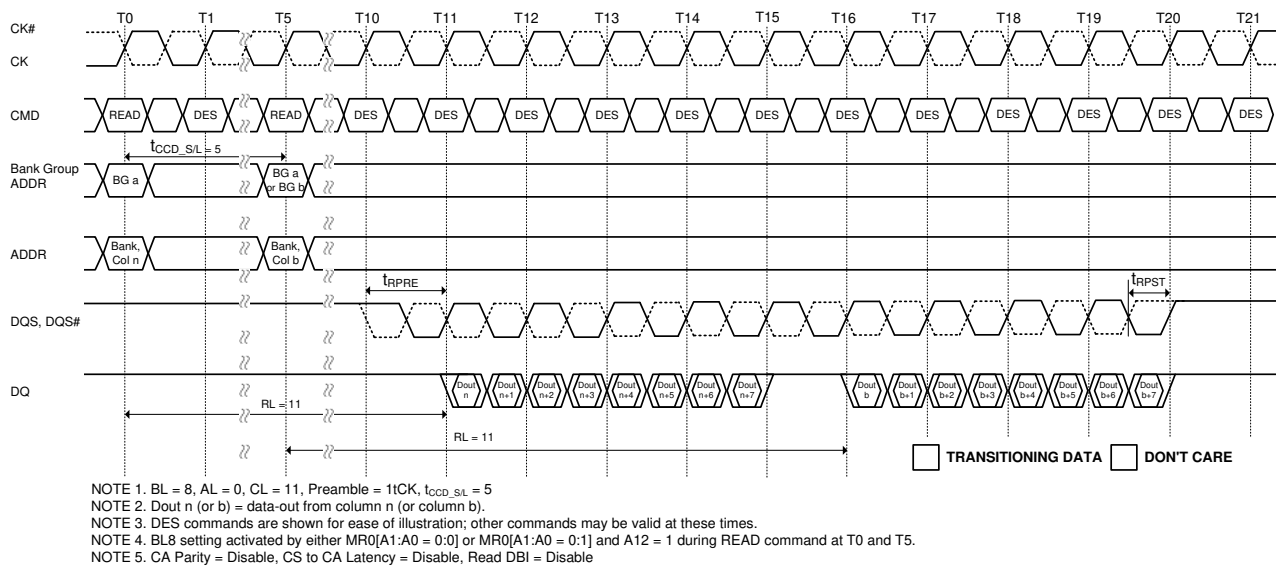 T0 T1 T5 T10 T11 T12 T13 T14 T15 T16 T17 T18 T19 T20 T21
CK#
CK
CMD READ DES READ DES DES DES DES DES DES DES DES DES DES DES DES
tCCD_S/L = 5
Bank Group
ADDR
BG a
BG a
or BG b
ADDR
Bank,
Col n
Bank,
Col b
tRPRE
tRPST
DQS, DQS#
DQ
Dout
n
Dout
n+1
Dout
n+2
Dout
n+3
Dout
n+4
Dout
n+5
Dout
n+6
Dout
n+7
Dout
b
Dout
b+1
Dout
b+2
Dout
b+3
Dout
b+4
Dout
b+5
Dout
b+6
Dout
b+7
RL = 11
RL = 11
TRANSITIONING DATA DON'T CARE
NOTE 1. BL = 8, AL = 0, CL = 11, Preamble = 1tCK, tCCD_S/L = 5
NOTE 2. Dout n (or b) = data-out from column n (or column b).
NOTE 3. DES commands are shown for ease of illustration; other commands may be valid at these times.
NOTE 4. BL8 setting activated by either MR0[A1:A0 = 0:0] or MR0[A1:A0 = 0:1] and A12 = 1 during READ command at T0 and T5.
NOTE 5. CA Parity = Disable, CS to CA Latency = Disable, Read DBI = Disable